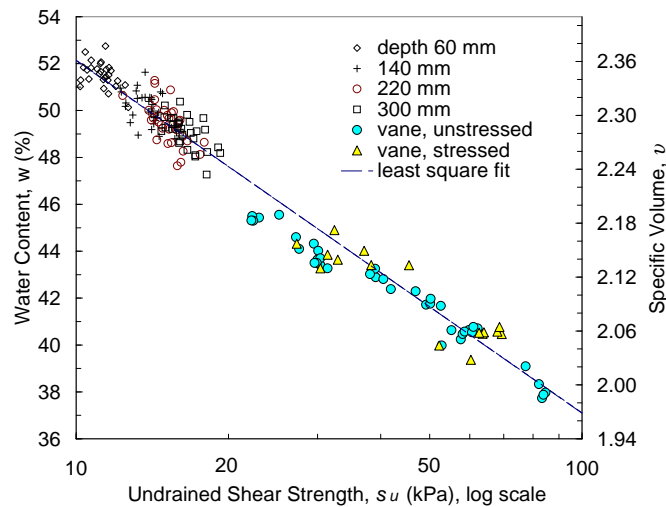 54
52
50
48
46
44
42
40
38
36
Water Content, w (%)
depth 60 mm
140 mm
220 mm
300 mm
vane, unstressed
vane, stressed
least square fit
2.36
2.30
2.26
2.18
2.12
2.06
2.00
1.94
Specific Volume, υ
10 20 50 100
Undrained Shear Strength, su (kPa), log scale